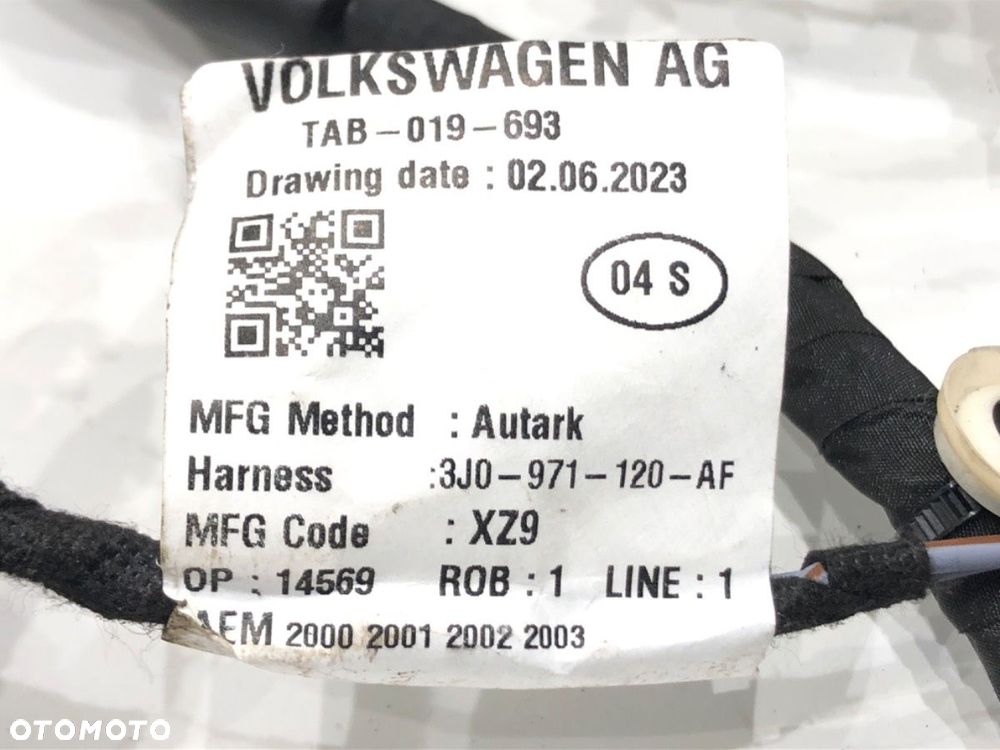 VOLKSWAGEN AG
TAB-019-693
Drawing date : 02.06.2023
04 S
MFG Method : Autark
Harness :3J0-971-120-AF
MFG Code : XZ9
OP : 14569 ROB : 1 LINE : 1
AEM 2000 2001 2002 2003
OTOMOTO